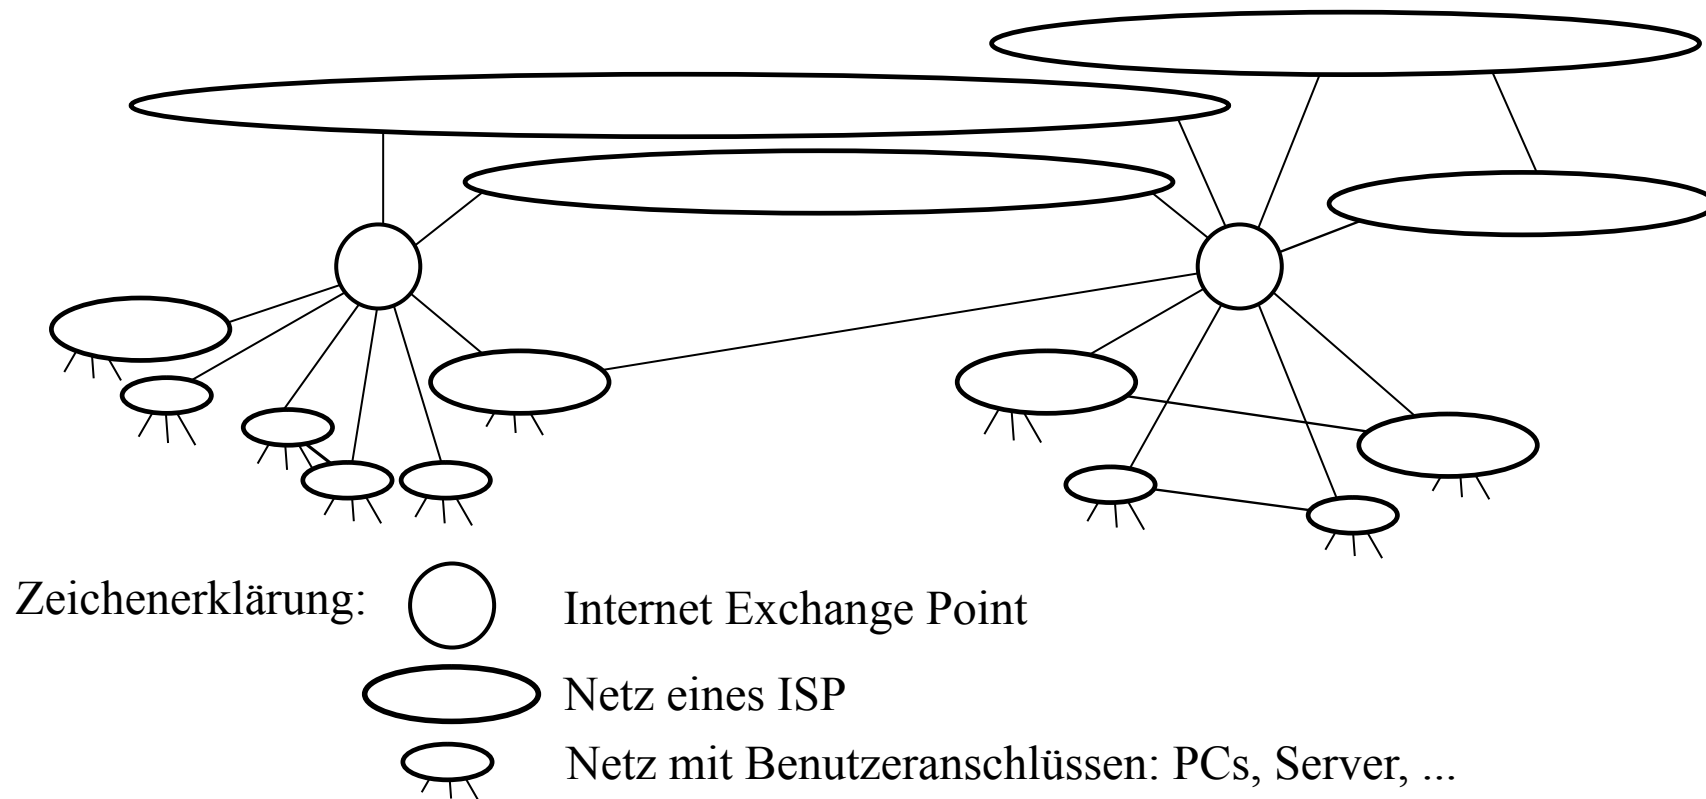 Zeichenerklärung:
Internet Exchange Point
Netz eines ISP
Netz mit Benutzeranschlüssen: PCs, Server, ...